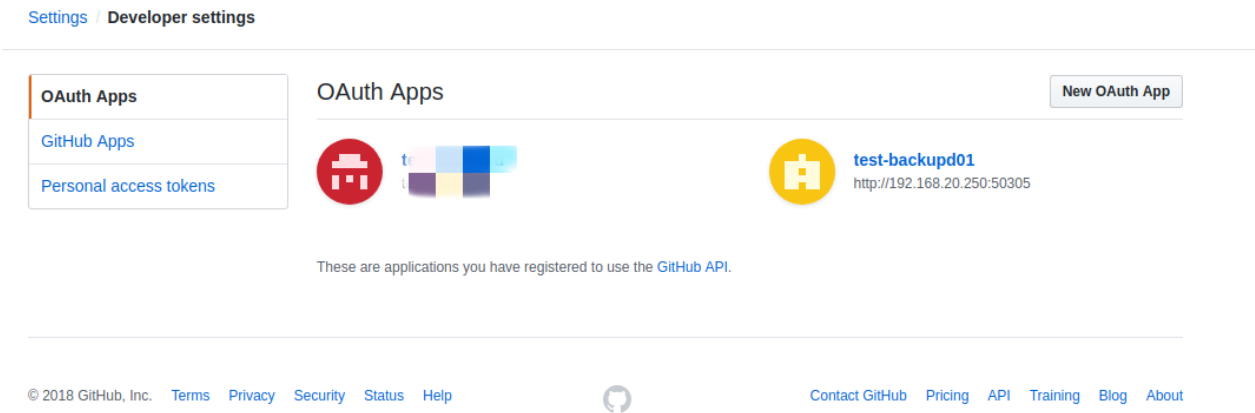 Settings / Developer settings
OAuth Apps
GitHub Apps
Personal access tokens
OAuth Apps
New OAuth App
test-backupd01
http://192.168.20.250:50305
These are applications you have registered to use the GitHub API.
© 2018 GitHub, Inc. Terms Privacy Security Status Help
Contact GitHub Pricing API Training Blog About